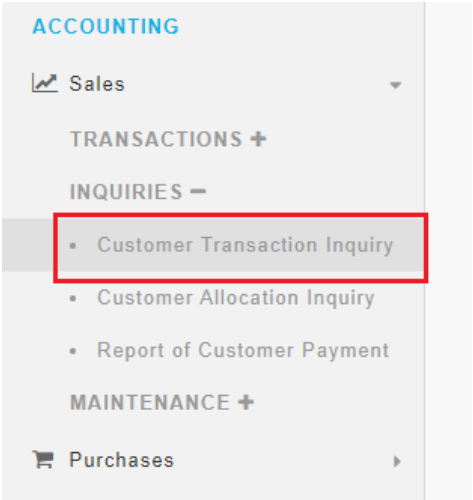 ACCOUNTING
Sales
TRANSACTIONS +
INQUIRIES −
• Customer Transaction Inquiry
• Customer Allocation Inquiry
• Report of Customer Payment
MAINTENANCE +
Purchases